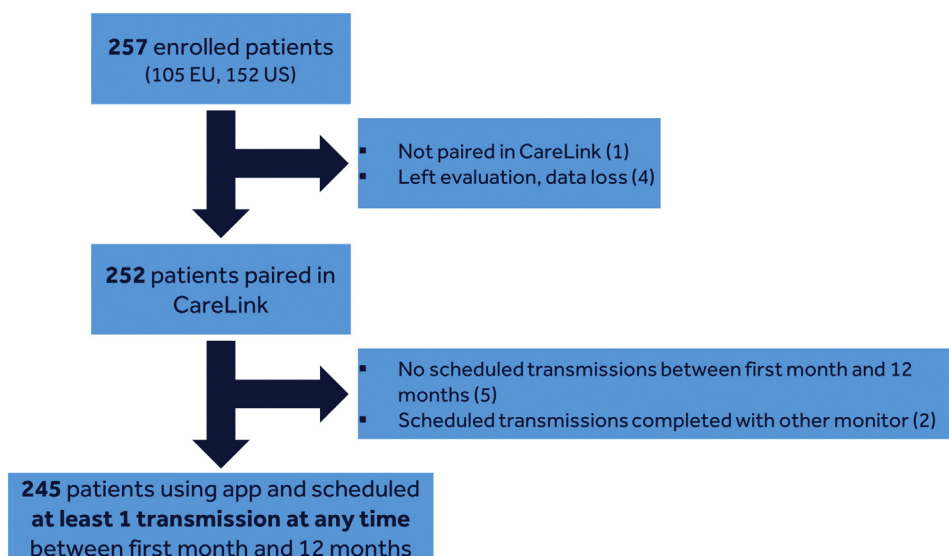 257 enrolled patients
(105 EU, 152 US)
▪ Not paired in CareLink (1)
▪ Left evaluation, data loss (4)
252 patients paired in
CareLink
▪ No scheduled transmissions between first month and 12
months (5)
▪ Scheduled transmissions completed with other monitor (2)
245 patients using app and scheduled
at least 1 transmission at any time
between first month and 12 months